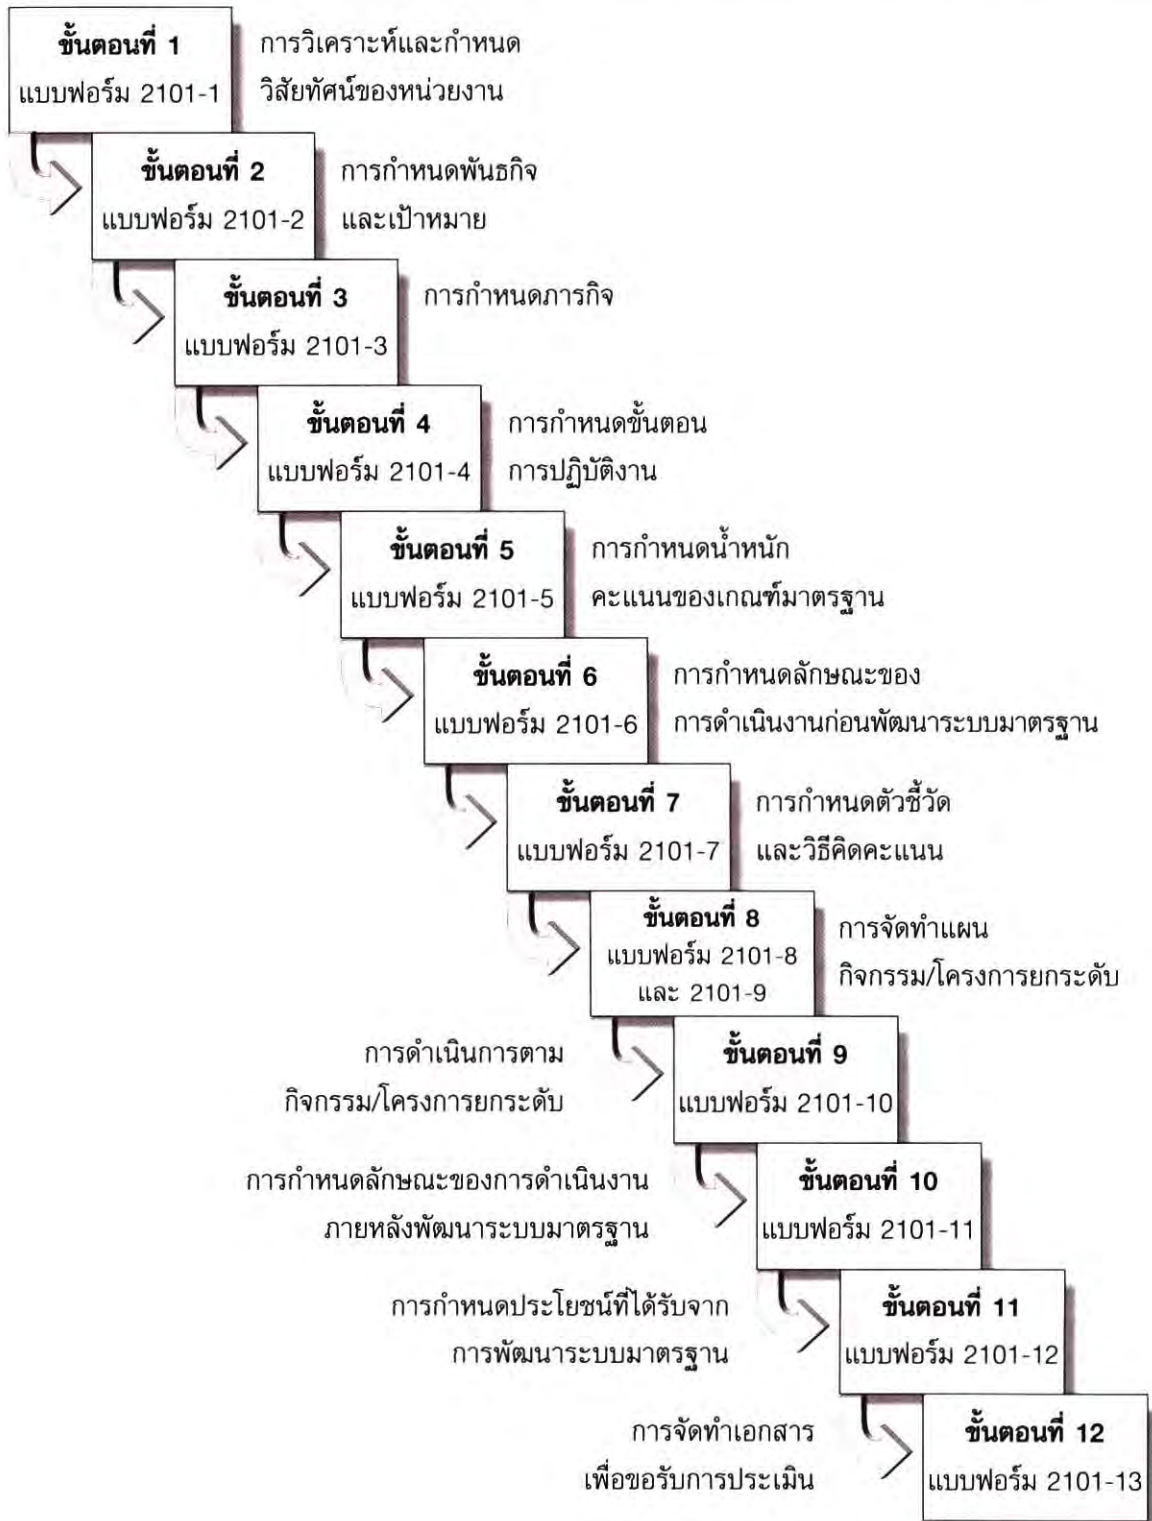 ขั้นตอนที่ 1
แบบฟอร์ม 2101-1
การวิเคราะห์และกำหนด
วิสัยทัศน์ของหน่วยงาน
ขั้นตอนที่ 2
แบบฟอร์ม 2101-2
การกำหนดพันธกิจ
และเป้าหมาย
ขั้นตอนที่ 3
แบบฟอร์ม 2101-3
การกำหนดภารกิจ
ขั้นตอนที่ 4
แบบฟอร์ม 2101-4
การกำหนดขั้นตอน
การปฏิบัติงาน
ขั้นตอนที่ 5
แบบฟอร์ม 2101-5
การกำหนดน้ำหนัก
คะแนนของเกณฑ์มาตรฐาน
ขั้นตอนที่ 6
แบบฟอร์ม 2101-6
การกำหนดลักษณะของ
การดำเนินงานก่อนพัฒนาระบบมาตรฐาน
ขั้นตอนที่ 7
แบบฟอร์ม 2101-7
การกำหนดตัวชี้วัด
และวิธีคิดคะแนน
ขั้นตอนที่ 8
แบบฟอร์ม 2101-8
และ 2101-9
การจัดทำแผน
กิจกรรม/โครงการยกระดับ
การดำเนินการตาม
กิจกรรม/โครงการยกระดับ
ขั้นตอนที่ 9
แบบฟอร์ม 2101-10
การกำหนดลักษณะของการดำเนินงาน
ภายหลังพัฒนาระบบมาตรฐาน
ขั้นตอนที่ 10
แบบฟอร์ม 2101-11
การกำหนดประโยชน์ที่ได้รับจาก
การพัฒนาระบบมาตรฐาน
ขั้นตอนที่ 11
แบบฟอร์ม 2101-12
การจัดทำเอกสาร
เพื่อขอรับการประเมิน
ขั้นตอนที่ 12
แบบฟอร์ม 2101-13